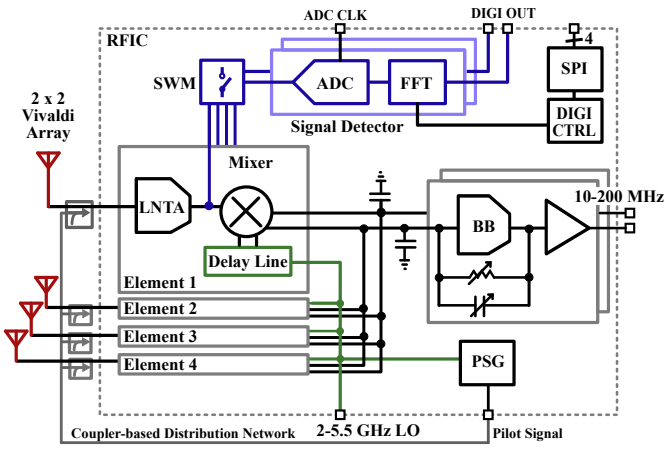 ADC CLK
DIGI OUT
RFIC
4
SPI
SWM
ADC
FFT
2 x 2
Vivaldi
Array
Signal Detector
DIGI
CTRL
Mixer
LNTA
10-200 MHz
BB
Delay Line
Element 1
Element 2
Element 3
Element 4
PSG
Coupler-based Distribution Network
2-5.5 GHz LO
Pilot Signal